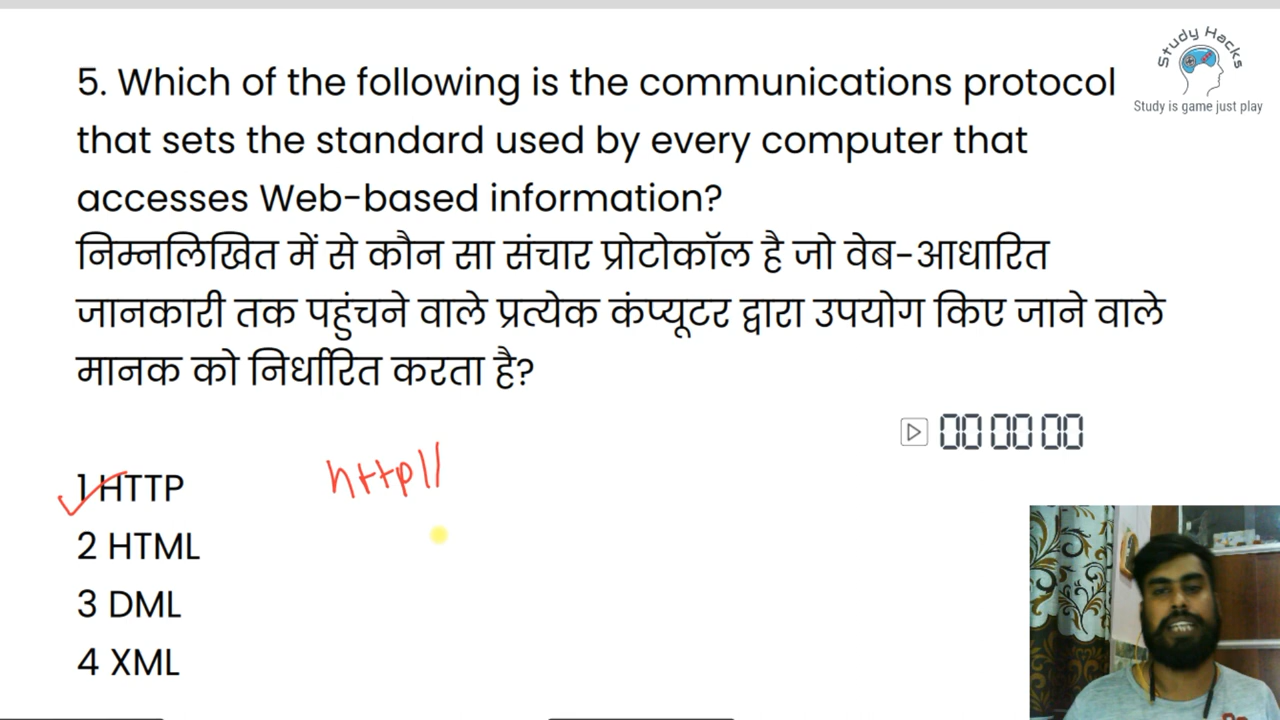 Study Hacks
Study is game just play
5. Which of the following is the communications protocol
that sets the standard used by every computer that
accesses Web-based information?
निम्नलिखित में से कौन सा संचार प्रोटोकॉल है जो वेब-आधारित
जानकारी तक पहुंचने वाले प्रत्येक कंप्यूटर द्वारा उपयोग किए जाने वाले
मानक को निर्धारित करता है?
00 00 00
1 HTTP
http//
2 HTML
3 DML
4 XML